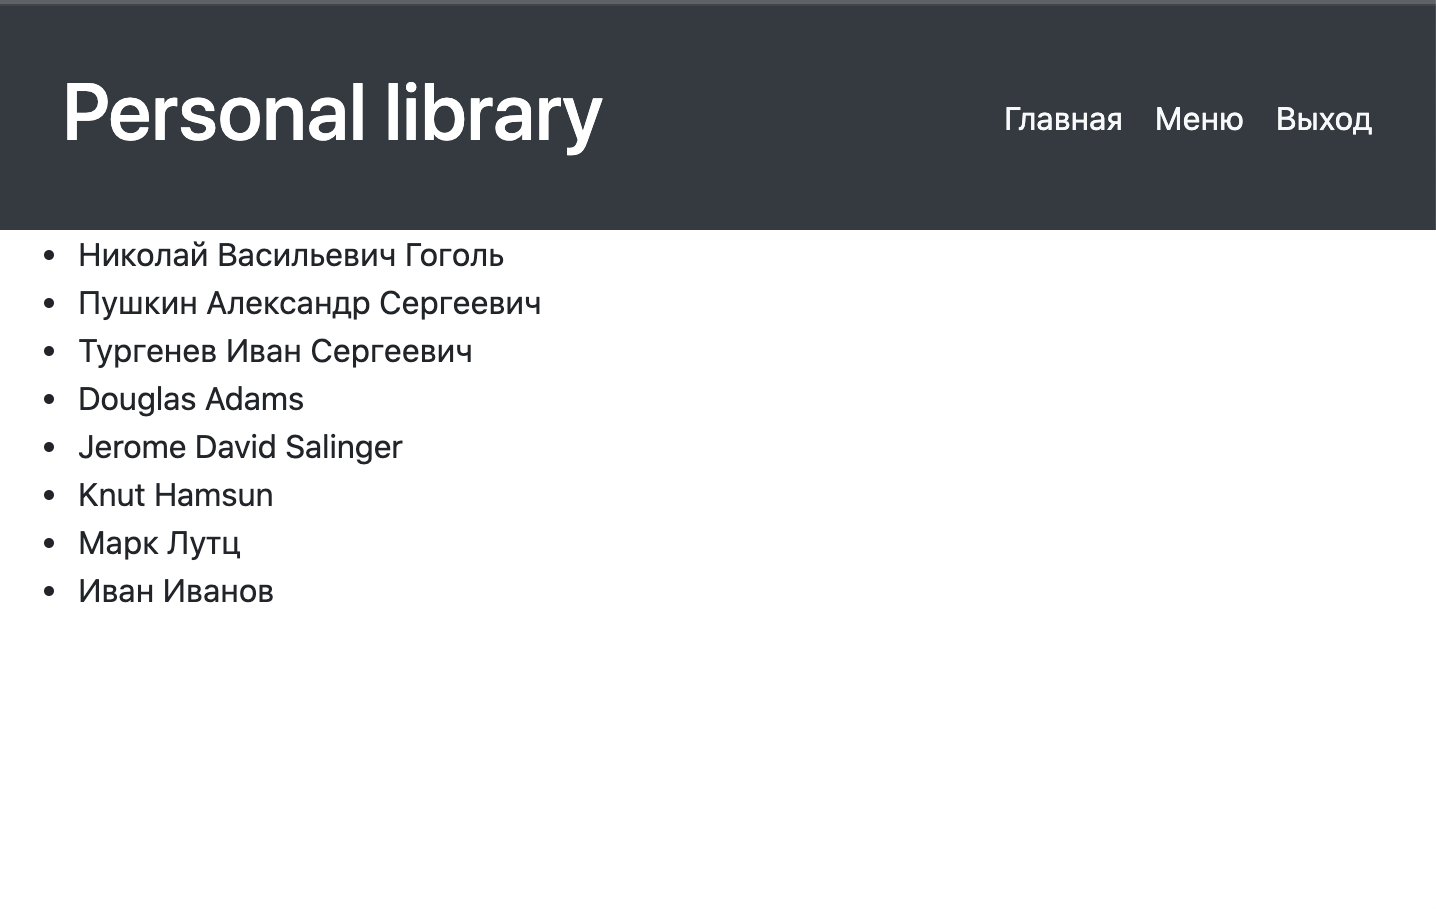 Personal library
Главная Меню Выход
Николай Васильевич Гоголь
Пушкин Александр Сергеевич
Тургенев Иван Сергеевич
Douglas Adams
Jerome David Salinger
Knut Hamsun
Марк Лутц
Иван Иванов